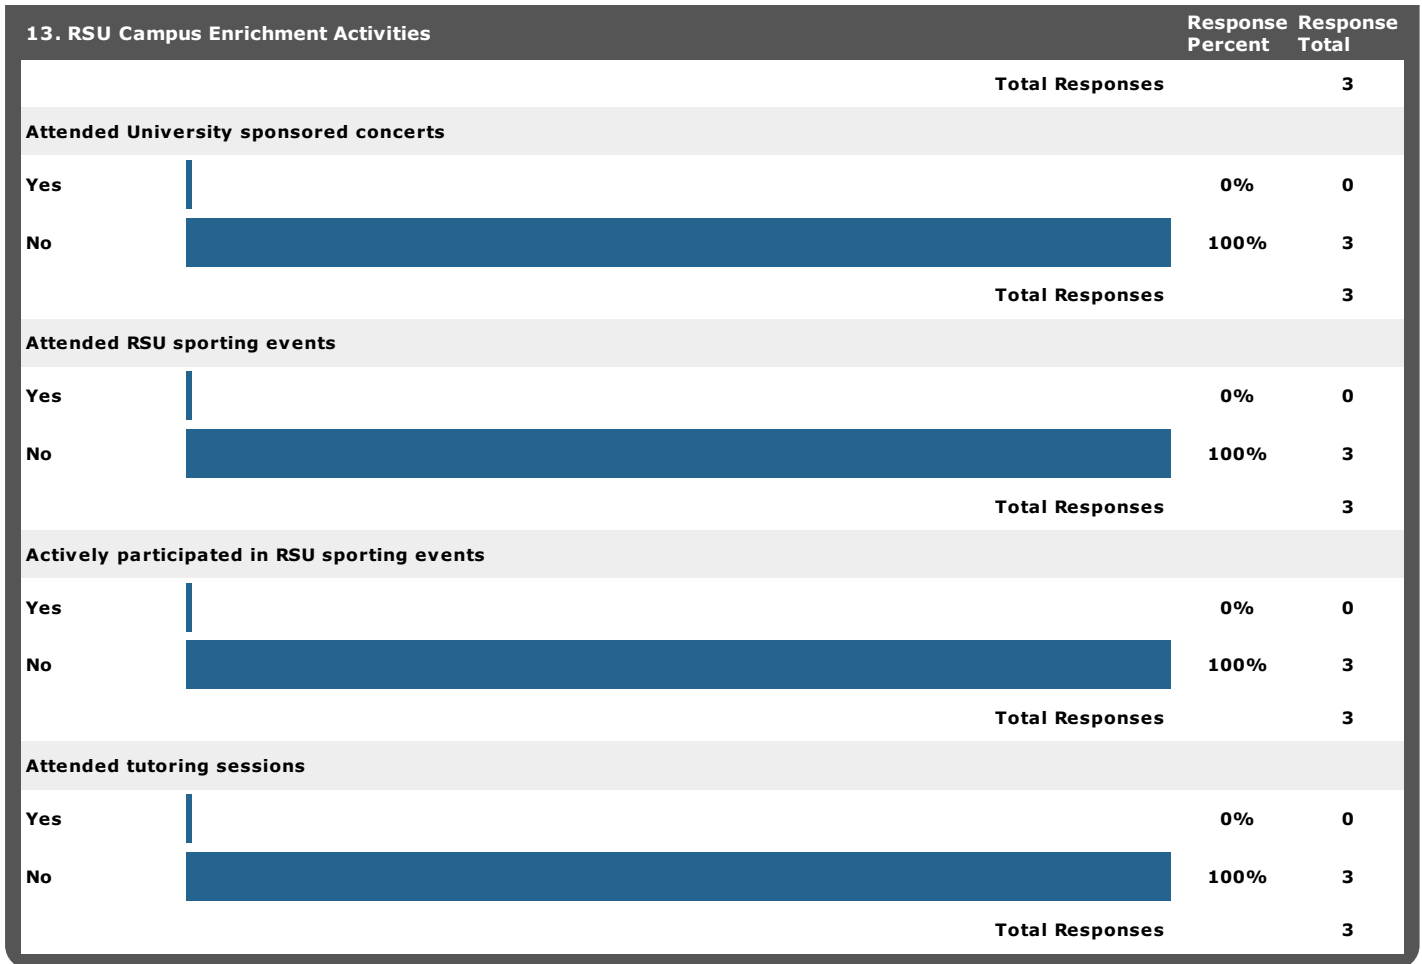 13. RSU Campus Enrichment Activities Response Percent Response Total
Total Responses 3
Attended University sponsored concerts
Yes 0% 0
No 100% 3
Total Responses 3
Attended RSU sporting events
Yes 0% 0
No 100% 3
Total Responses 3
Actively participated in RSU sporting events
Yes 0% 0
No 100% 3
Total Responses 3
Attended tutoring sessions
Yes 0% 0
No 100% 3
Total Responses 3